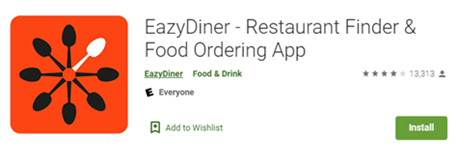 EazyDiner - Restaurant Finder &
Food Ordering App
EazyDiner Food & Drink 13,313
E Everyone
Add to Wishlist
Install